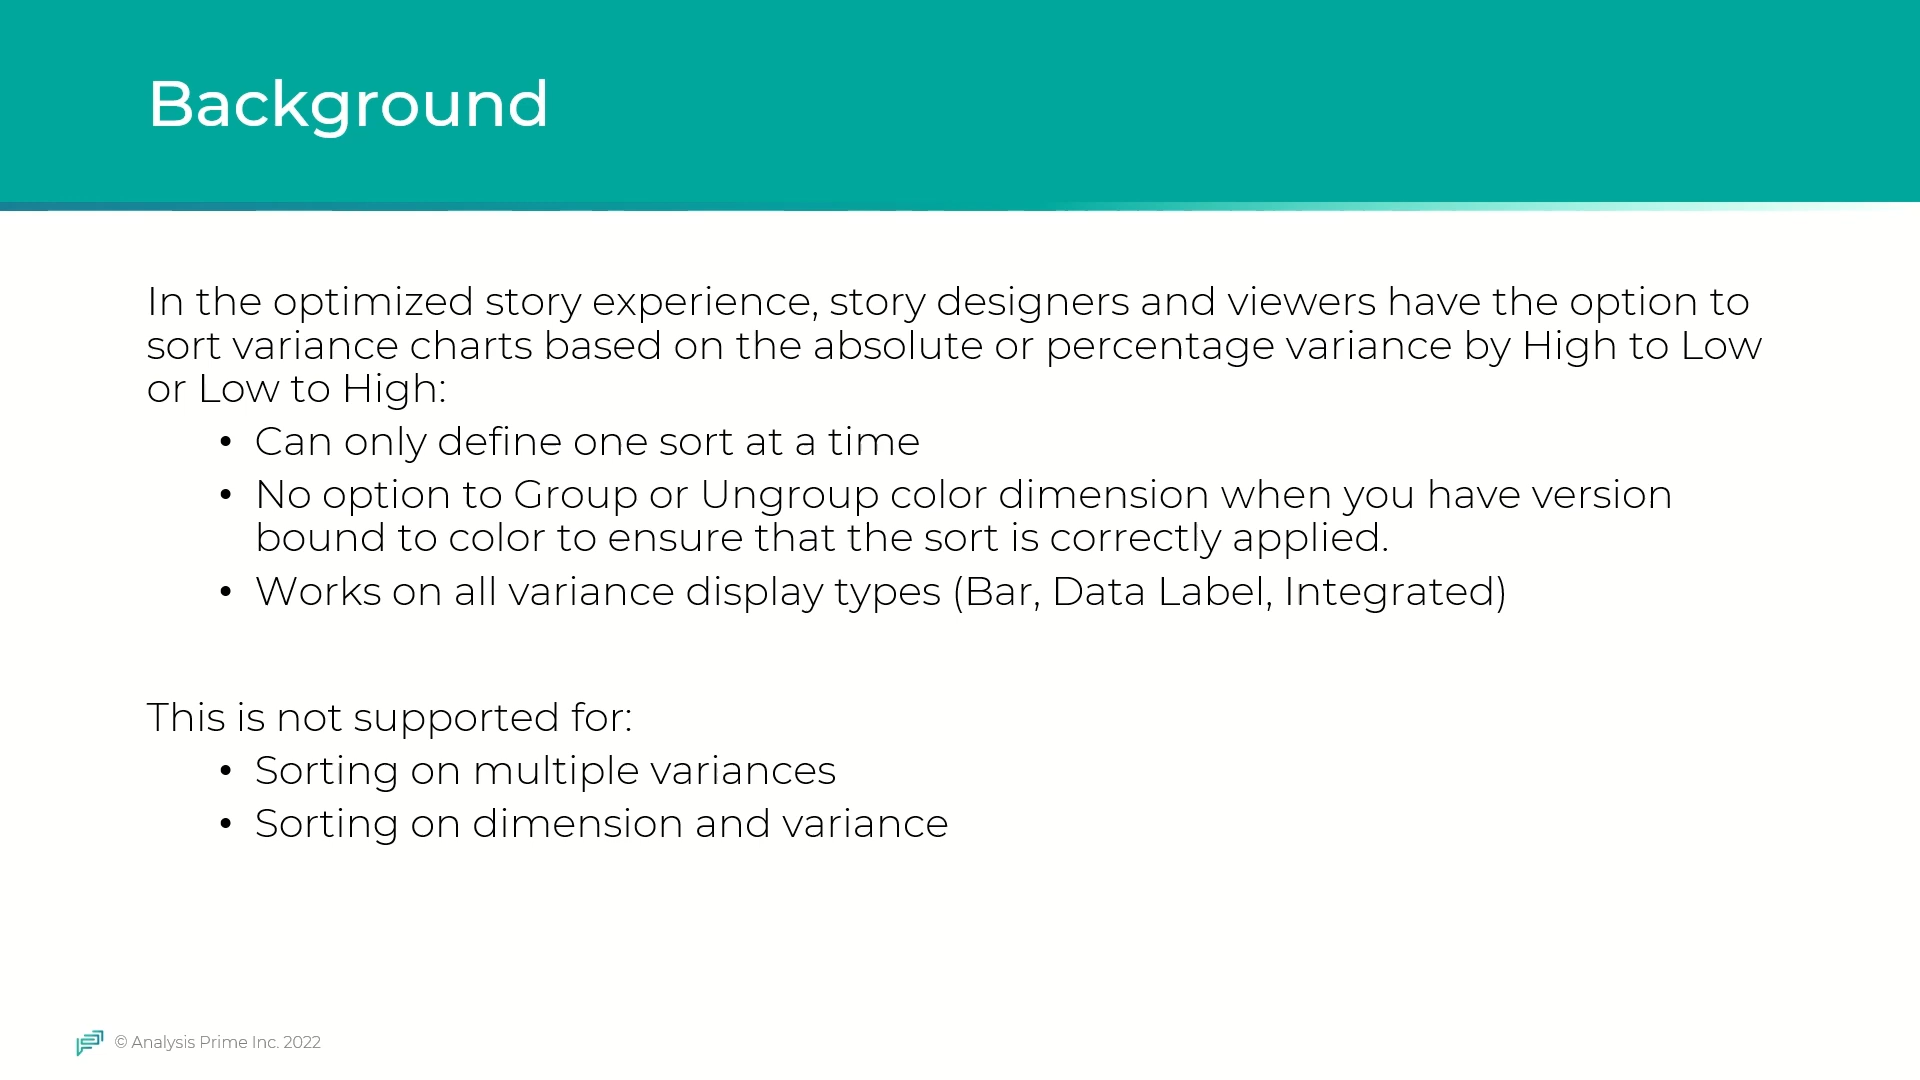 Background
In the optimized story experience, story designers and viewers have the option to
sort variance charts based on the absolute or percentage variance by High to Low
or Low to High:
• Can only define one sort at a time
• No option to Group or Ungroup color dimension when you have version
bound to color to ensure that the sort is correctly applied.
• Works on all variance display types (Bar, Data Label, Integrated)
This is not supported for:
• Sorting on multiple variances
• Sorting on dimension and variance
© Analysis Prime Inc. 2022